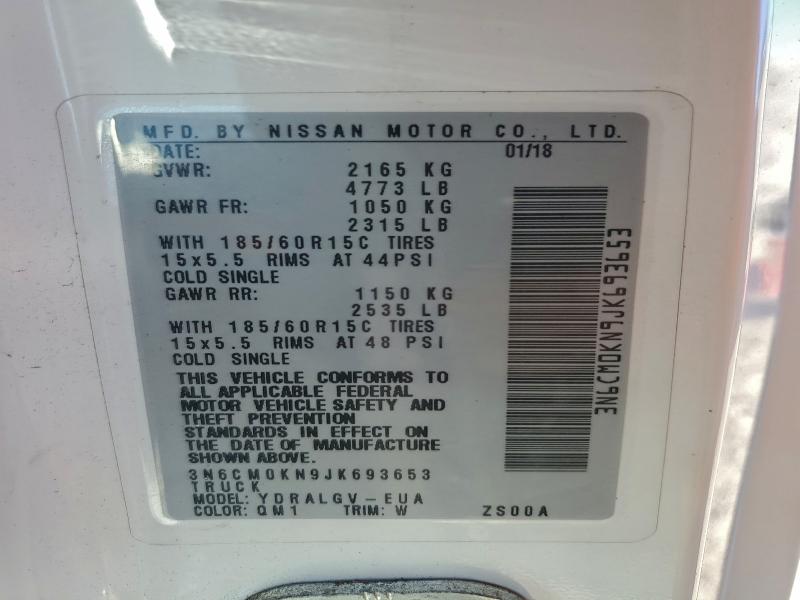 MFD. BY NISSAN MOTOR CO., LTD.
DATE: 01/18
GVWR: 2165 KG
4773 LB
GAWR FR: 1050 KG
2315 LB
WITH 185/60R15C TIRES
15x5.5 RIMS AT 44PSI
COLD SINGLE
GAWR RR: 1150 KG
2535 LB
WITH 185/60R15C TIRES
15x5.5 RIMS AT 48 PSI
COLD SINGLE
THIS VEHICLE CONFORMS TO
ALL APPLICABLE FEDERAL
MOTOR VEHICLE SAFETY AND
THEFT PREVENTION
STANDARDS IN EFFECT ON
THE DATE OF MANUFACTURE
SHOWN ABOVE.
3N6CM0KN9JK693653
TRUCK
MODEL: YDRALGV-EUA
COLOR: QM1 TRIM: W ZS00A
3N6CM0KN9JK693653